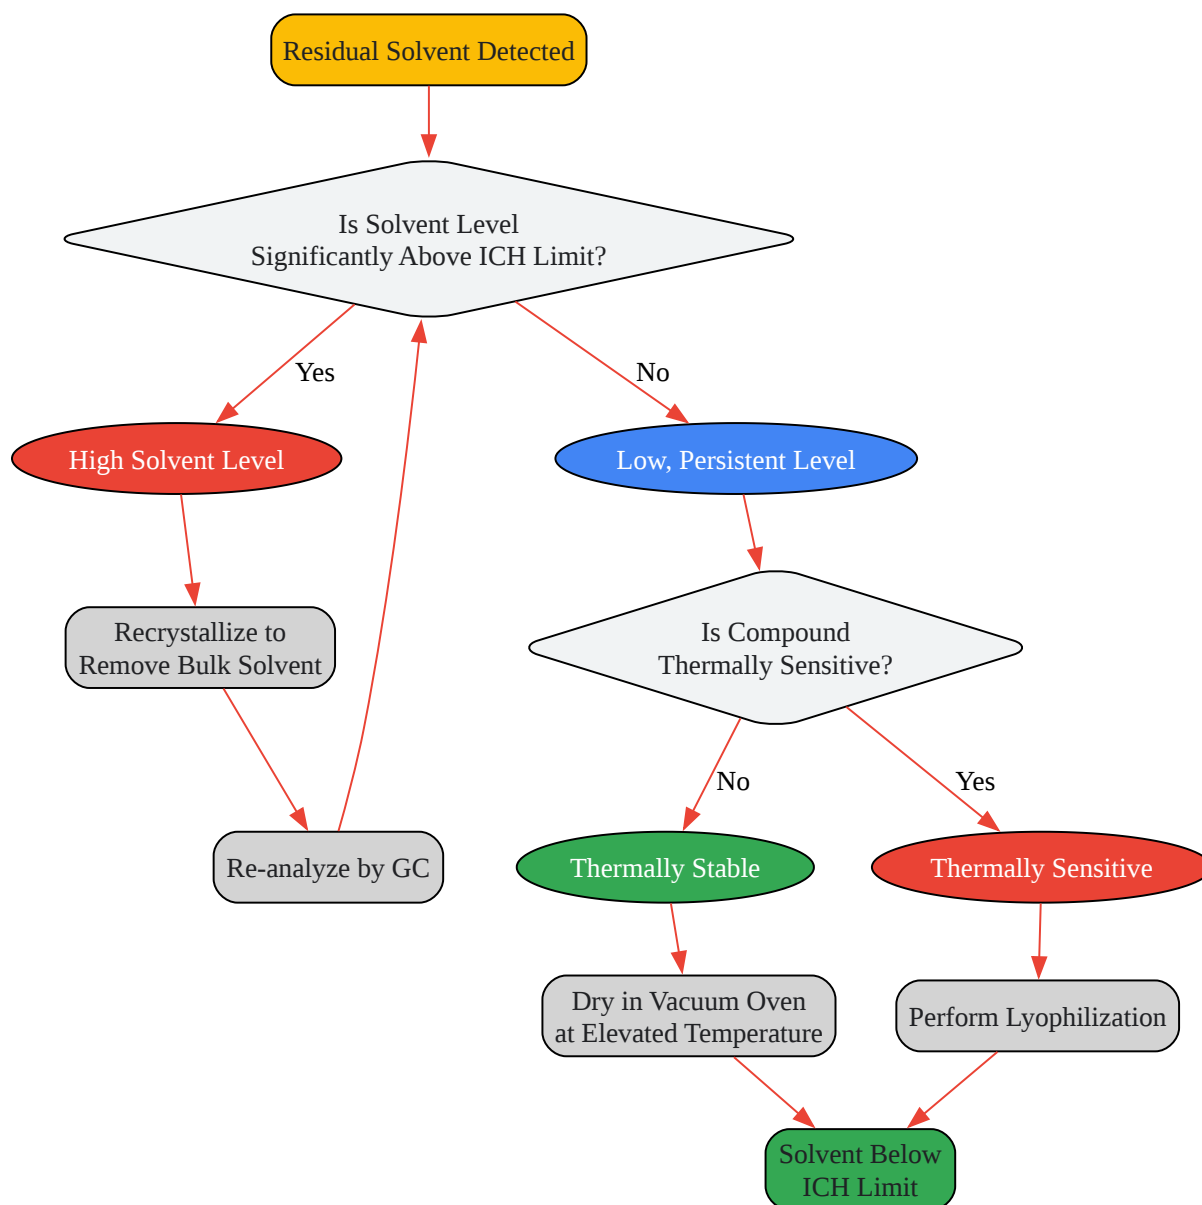 Residual Solvent Detected
Is Solvent Level
Significantly Above ICH Limit?
Yes
No
High Solvent Level
Low, Persistent Level
Recrystallize to
Remove Bulk Solvent
Is Compound
Thermally Sensitive?
No
Yes
Re-analyze by GC
Thermally Stable
Thermally Sensitive
Dry in Vacuum Oven
at Elevated Temperature
Perform Lyophilization
Solvent Below
ICH Limit